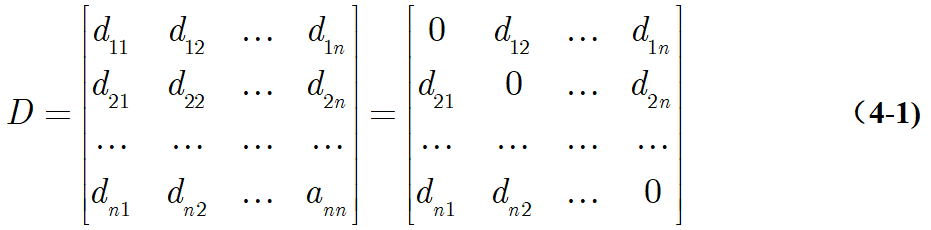 d₁₁ d₁₂ … d₁ₙ 0 d₁₂ … d₁ₙ
d₂₁ d₂₂ … d₂ₙ d₂₁ 0 … d₂ₙ
D = [ ] = [ ] （4-1)
… … … … … … … …
dₙ₁ dₙ₂ … aₙₙ dₙ₁ dₙ₂ … 0